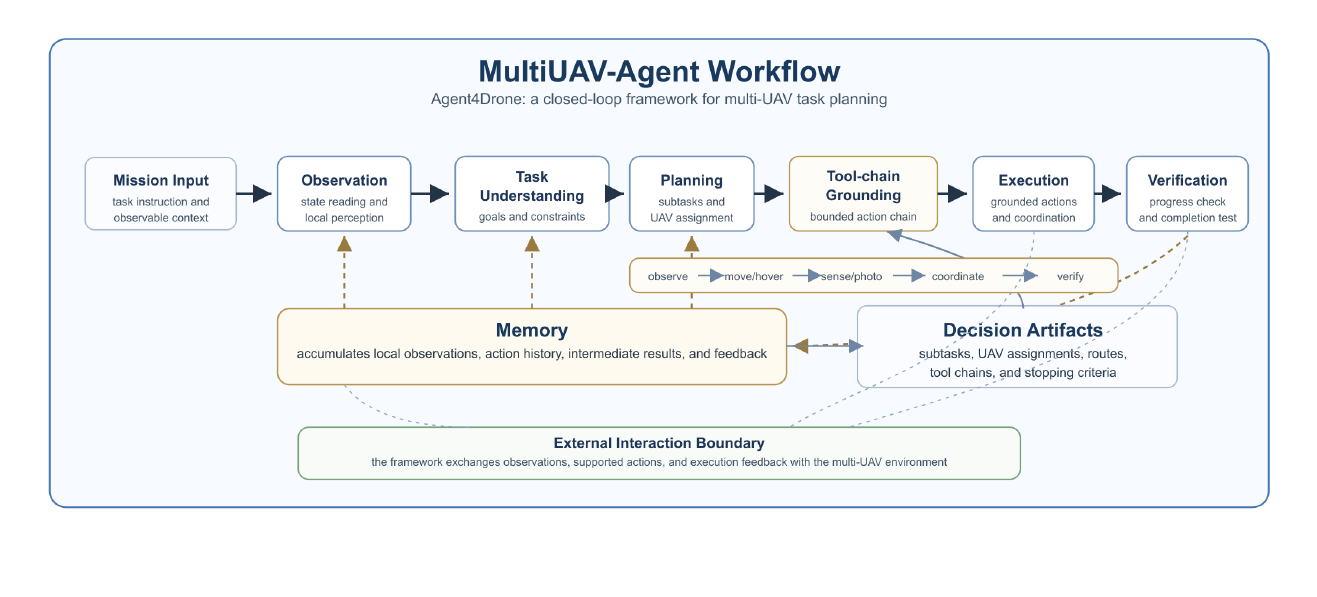 MultiUAV-Agent Workflow
Agent4Drone: a closed-loop framework for multi-UAV task planning
Mission Input
task instruction and
observable context
Observation
state reading and
local perception
Task
Understanding
goals and constraints
Planning
subtasks and
UAV assignment
Tool-chain
Grounding
bounded action chain
Execution
grounded actions
and coordination
Verification
progress check
and completion test
observe
move/hover
sense/photo
coordinate
verify
Memory
accumulates local observations, action history, intermediate results, and feedback
Decision Artifacts
subtasks, UAV assignments, routes,
tool chains, and stopping criteria
External Interaction Boundary
the framework exchanges observations, supported actions, and execution feedback with the multi-UAV environment